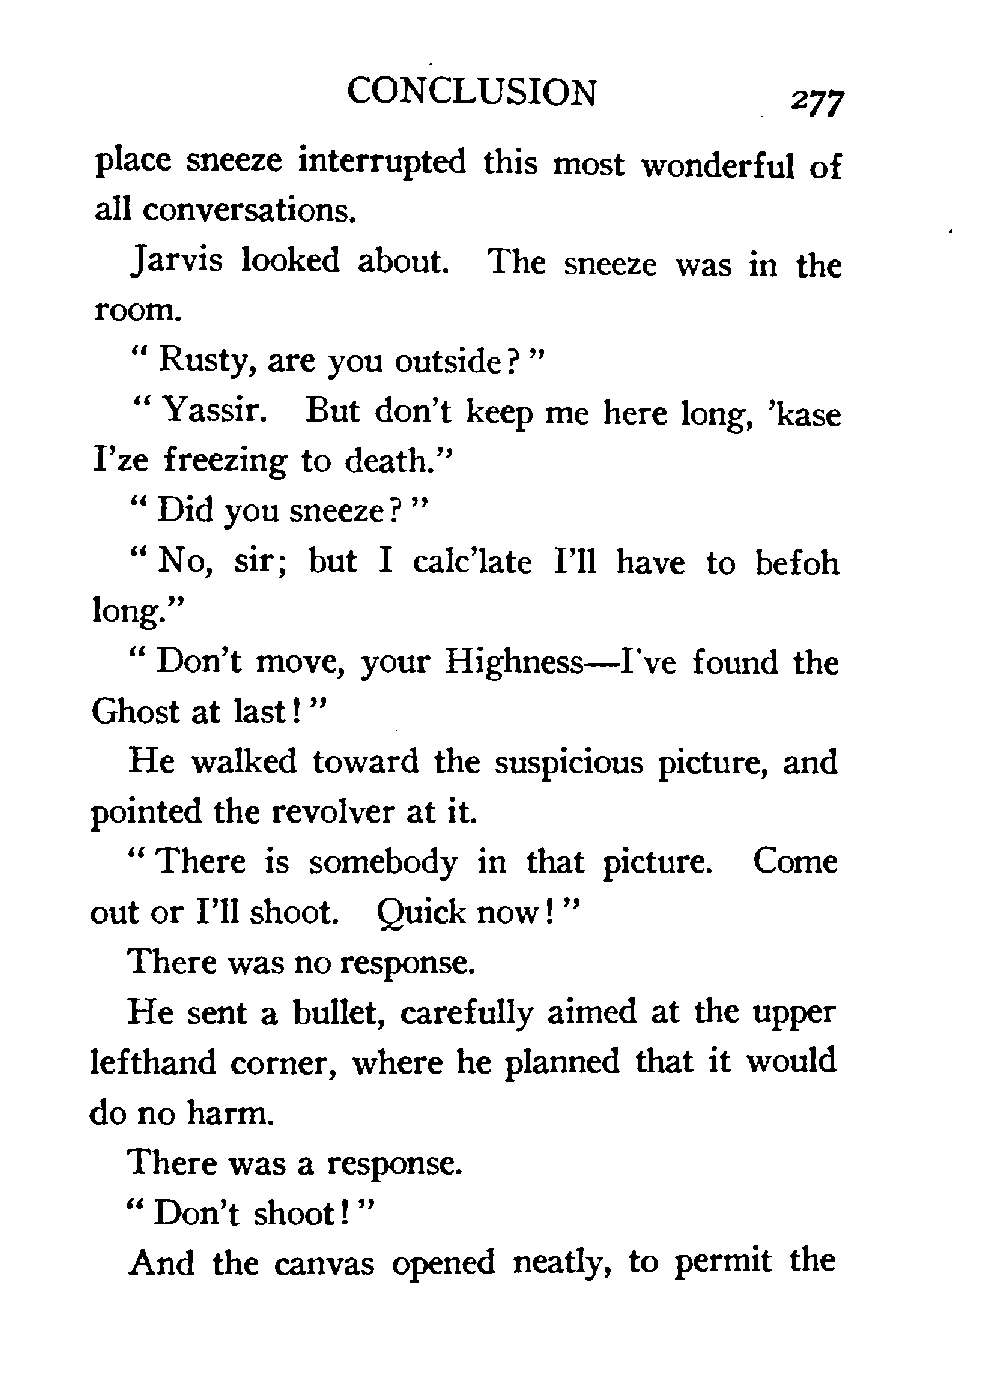 CONCLUSION 277
place sneeze interrupted this most wonderful of
all conversations.
Jarvis looked about. The sneeze was in the
room.
“ Rusty, are you outside? ”
“ Yassir. But don’t keep me here long, ’kase
I’ze freezing to death.”
“ Did you sneeze? ”
“ No, sir; but I calc’late I’ll have to befoh
long.”
“ Don’t move, your Highness—I’ve found the
Ghost at last! ”
He walked toward the suspicious picture, and
pointed the revolver at it.
“ There is somebody in that picture. Come
out or I’ll shoot. Quick now! ”
There was no response.
He sent a bullet, carefully aimed at the upper
lefthand corner, where he planned that it would
do no harm.
There was a response.
“ Don’t shoot! ”
And the canvas opened neatly, to permit the